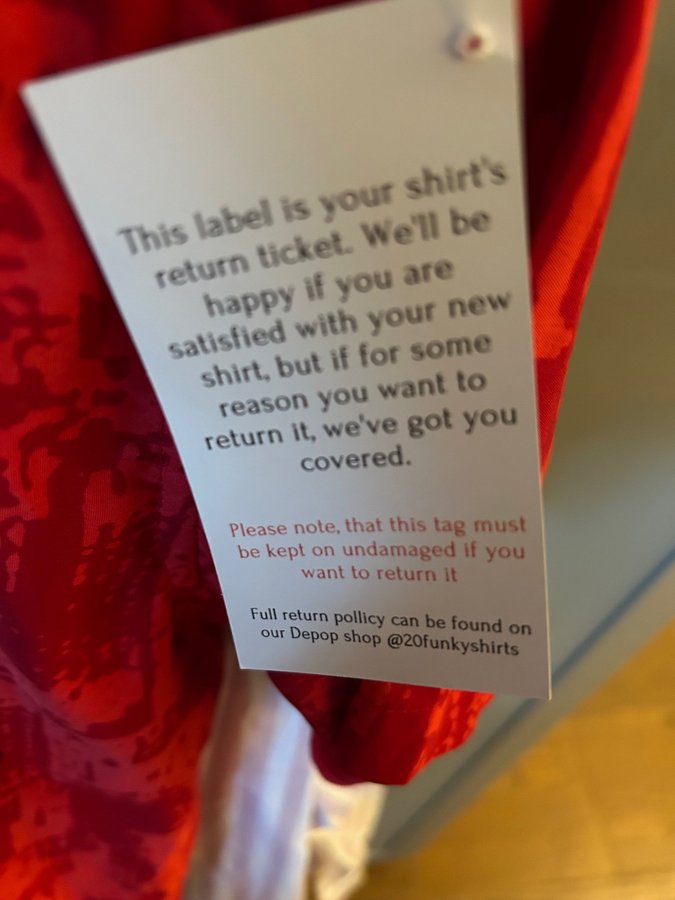 This label is your shirt's
return ticket. We'll be
happy if you are
satisfied with your new
shirt, but if for some
reason you want to
return it, we've got you
covered.
Please note, that this tag must
be kept on undamaged if you
want to return it
Full return pollicy can be found on
our Depop shop @20funkyshirts